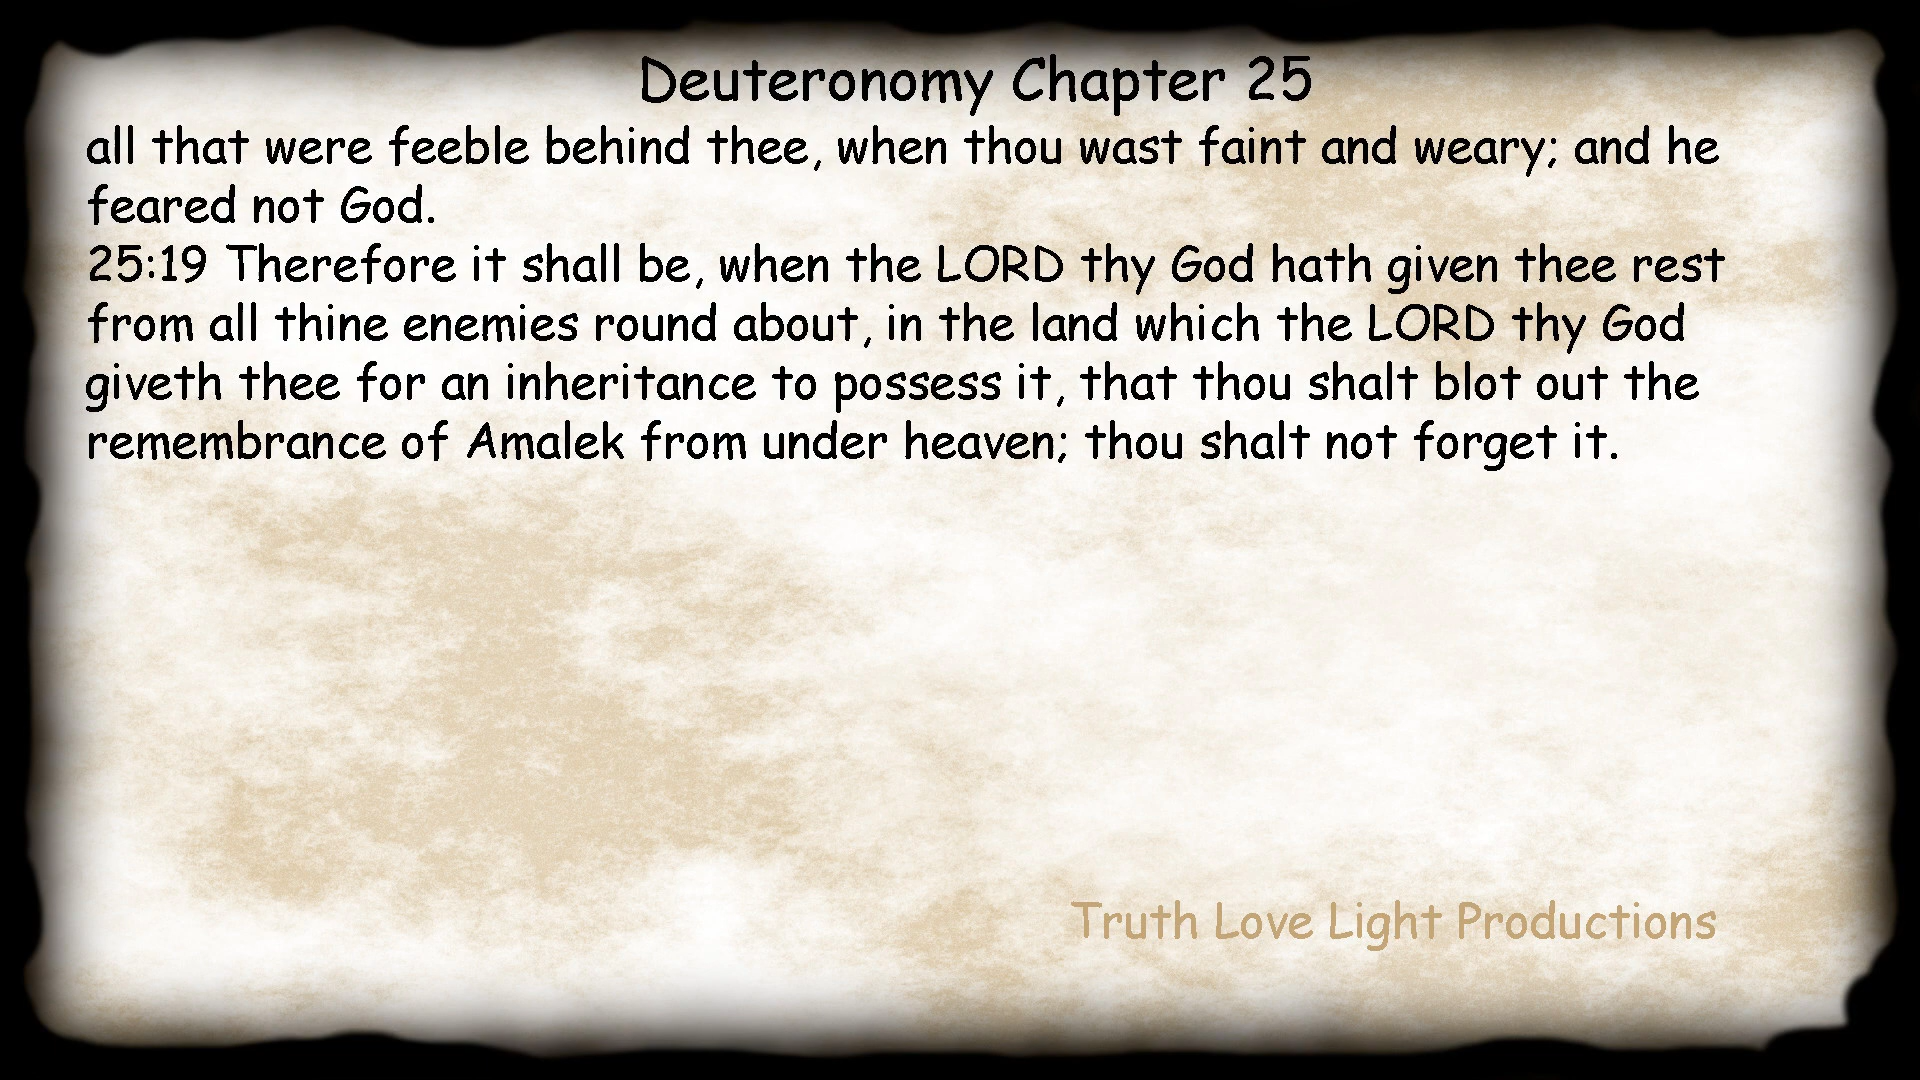 Deuteronomy Chapter 25
all that were feeble behind thee, when thou wast faint and weary; and he
feared not God.
25:19 Therefore it shall be, when the LORD thy God hath given thee rest
from all thine enemies round about, in the land which the LORD thy God
giveth thee for an inheritance to possess it, that thou shalt blot out the
remembrance of Amalek from under heaven; thou shalt not forget it.
Truth Love Light Productions